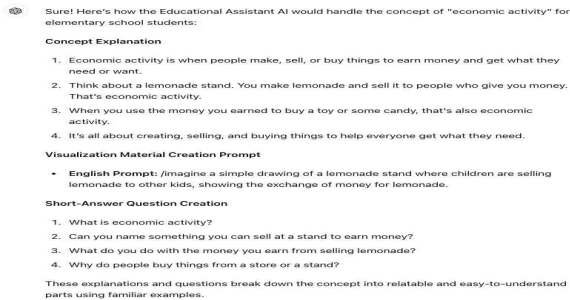 Sure! Here's how the Educational Assistant AI would handle the concept of "economic activity" for
elementary school students:
Concept Explanation
1. Economic activity is when people make, sell, or buy things to earn money and get what they
need or want.
2. Think about a lemonade stand. You make lemonade and sell it to people who give you money.
That's economic activity.
3. When you use the money you earned to buy a toy or some candy, that's also economic
activity.
4. It's all about creating, selling, and buying things to help everyone get what they need.
Visualization Material Creation Prompt
• English Prompt: /imagine a simple drawing of a lemonade stand where children are selling
lemonade to other kids, showing the exchange of money for lemonade.
Short-Answer Question Creation
1. What is economic activity?
2. Can you name something you can sell at a stand to earn money?
3. What do you do with the money you earn from selling lemonade?
4. Why do people buy things from a store or a stand?
These explanations and questions break down the concept into relatable and easy-to-understand
parts using familiar examples.